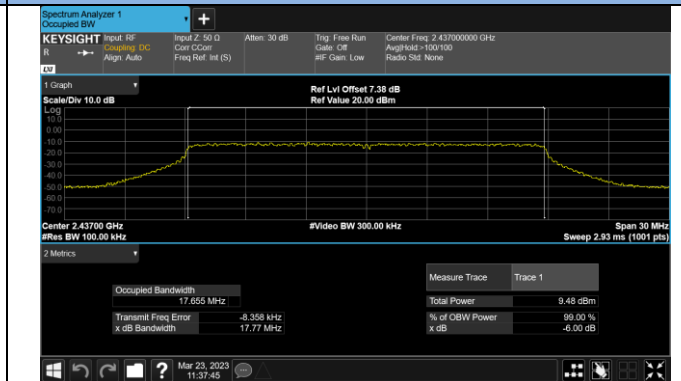 Spectrum Analyzer 1
Occupied BW
KEYSIGHT Input: RF Input Z: 50 Ω Atten: 30 dB Trig: Free Run Center Freq: 2.437000000 GHz
R Coupling: DC Corr CCorr Gate: Off Avg|Hold:>100/100
Align: Auto Freq Ref: Int (S) #IF Gain: Low Radio Std: None
LXI
1 Graph Ref Lvl Offset 7.38 dB
Scale/Div 10.0 dB Ref Value 20.00 dBm
Log
10.0
0.00
-10.0
-20.0
-30.0
-40.0
-50.0
-60.0
-70.0
Center 2.43700 GHz #Video BW 300.00 kHz Span 30 MHz
#Res BW 100.00 kHz Sweep 2.93 ms (1001 pts)
2 Metrics
Measure Trace Trace 1
Occupied Bandwidth
17.655 MHz Total Power 9.48 dBm
Transmit Freq Error -8.358 kHz % of OBW Power 99.00 %
x dB Bandwidth 17.77 MHz x dB -6.00 dB
? Mar 23, 2023
11:37:45